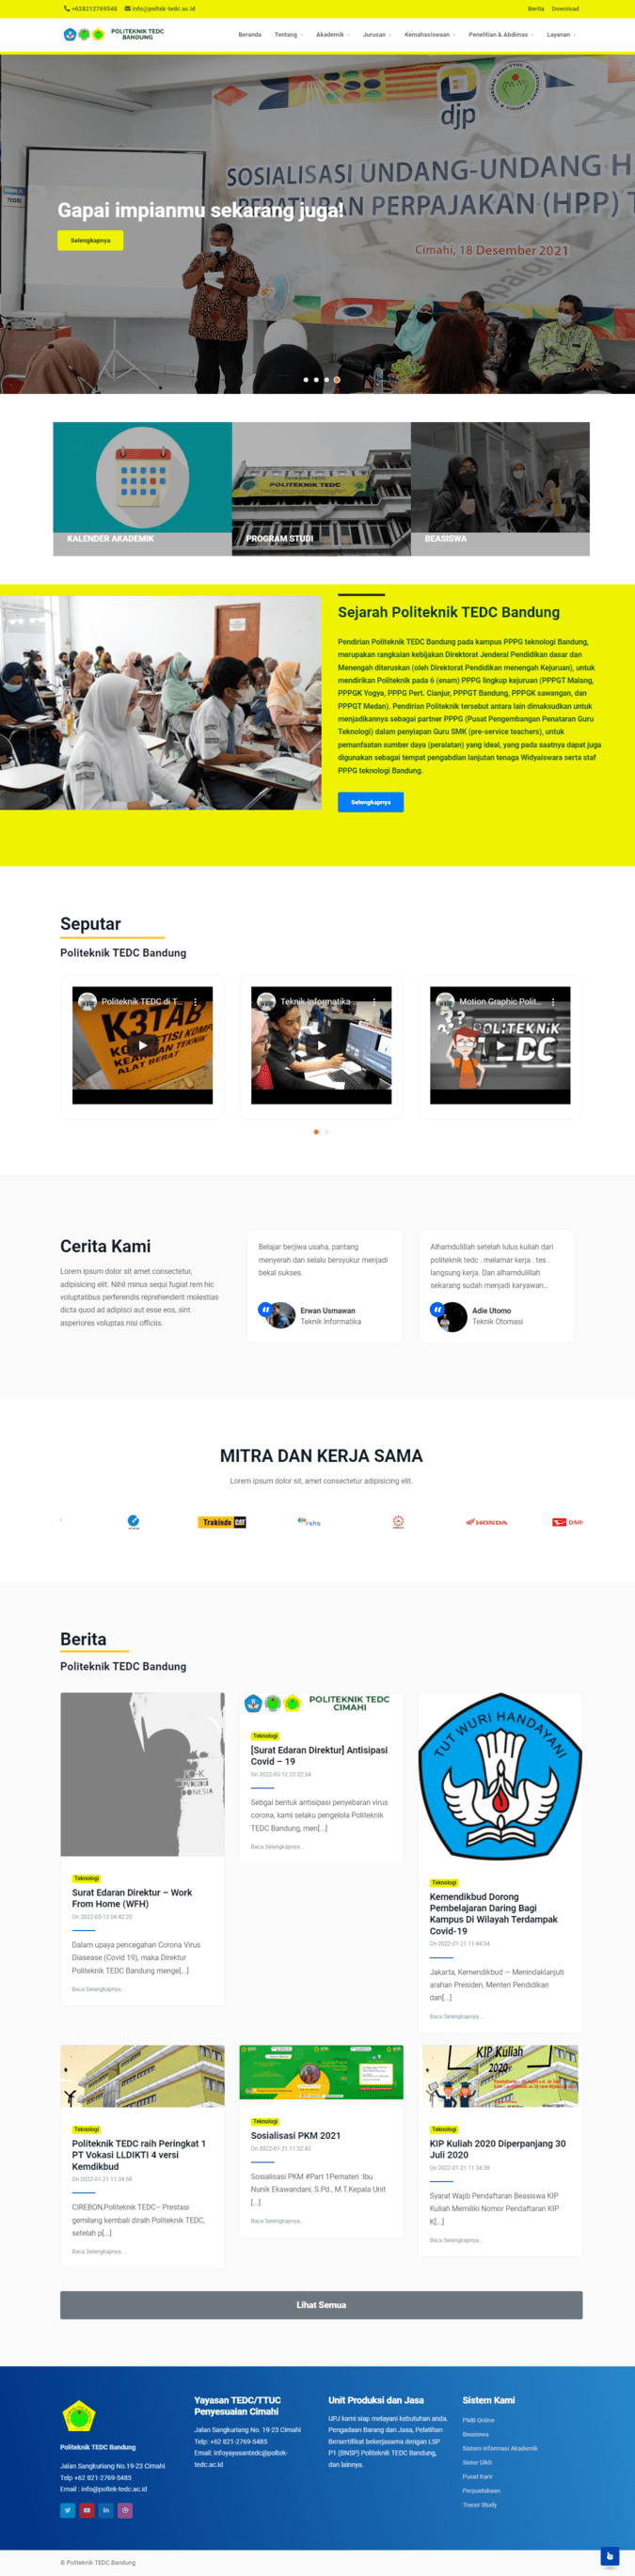 +628212769548 info@poltek-tedc.ac.id Berita Download
POLITEKNIK TEDC
BANDUNG
Beranda Tentang Akademik Jurusan Kemahasiswaan Penelitian & Abdimas Layanan
djp
SOSIALISASI UNDANG-UNDANG H
PERATURAN PERPAJAKAN (HPP)
Gapai impianmu sekarang juga!
Cimahi, 18 Desember 2021
Selengkapnya
KALENDER AKADEMIK
POLITEKNIK TEDC
PROGRAM STUDI
BEASISWA
Sejarah Politeknik TEDC Bandung
Pendirian Politeknik TEDC Bandung pada kampus PPPG teknologi Bandung,
merupakan rangkaian kebijakan Direktorat Jenderal Pendidikan dasar dan
Menengah diteruskan (oleh Direktorat Pendidikan menengah Kejuruan), untuk
mendirikan Politeknik pada 6 (enam) PPPG lingkup kejuruan (PPPGT Malang,
PPPGK Yogya, PPPG Pert. Cianjur, PPPGT Bandung, PPPGK sawangan, dan
PPPGT Medan). Pendirian Politeknik tersebut antara lain dimaksudkan untuk
menjadikannya sebagai partner PPPG (Pusat Pengembangan Penataran Guru
Teknologi) dalam penyiapan Guru SMK (pre-service teachers), untuk
pemanfaatan sumber daya (peralatan) yang ideal, yang pada saatnya dapat juga
digunakan sebagai tempat pengabdian lanjutan tenaga Widyaiswara serta staf
PPPG teknologi Bandung.
Selengkapnya
Seputar
Politeknik TEDC Bandung
Politeknik TEDC di T...
K3TAB
KOMPETISI KOMP
KEAHLIAN TEKNIK
ALAT BERAT
Teknik Informatika ...
Motion Graphic Polit...
POLITEKNIK
TEDC
Cerita Kami
Lorem ipsum dolor sit amet consectetur,
adipisicing elit. Nihil minus sequi fugiat rem hic
voluptatibus perferendis reprehenderit molestias
dicta quod ad adipisci aut esse eos, sint
asperiores voluptas nisi officiis.
Belajar berjiwa usaha, pantang
menyerah dan selalu bersyukur menjadi
bekal sukses.
Erwan Usmawan
Teknik Informatika
Alhamdulillah setelah lulus kuliah dari
politeknik tedc . melamar kerja . tes .
langsung kerja. Dan alhamdulillah
sekarang sudah menjadi karyawan...
Adie Utomo
Teknik Otomasi
MITRA DAN KERJA SAMA
Lorem ipsum dolor sit, amet consectetur adipisicing elit.
Trakindo CAT
rshs
HONDA
DAIH
Berita
Politeknik TEDC Bandung
Teknologi
Surat Edaran Direktur – Work
From Home (WFH)
On 2022-03-13 04:42:20
Dalam upaya pencegahan Corona Virus
Diasease (Covid 19), maka Direktur
Politeknik TEDC Bandung menge[...]
Baca Selengkapnya...
POLITEKNIK TEDC
CIMAHI
Teknologi
[Surat Edaran Direktur] Antisipasi
Covid – 19
On 2022-03-12 23:32:34
Sebgai bentuk antisipasi penyebaran virus
corona, kami selaku pengelola Politeknik
TEDC Bandung, men[...]
Baca Selengkapnya...
TUT WURI HANDAYANI
Teknologi
Kemendikbud Dorong
Pembelajaran Daring Bagi
Kampus Di Wilayah Terdampak
Covid-19
On 2022-01-21 11:44:54
Jakarta, Kemendikbud — Menindaklanjuti
arahan Presiden, Menteri Pendidikan
dan[...]
Baca Selengkapnya...
Teknologi
Politeknik TEDC raih Peringkat 1
PT Vokasi LLDIKTI 4 versi
Kemdikbud
On 2022-01-21 11:34:58
CIREBON,Politeknik TEDC– Prestasi
gemilang kembali diraih Politeknik TEDC,
setelah p[...]
Baca Selengkapnya...
Teknologi
Sosialisasi PKM 2021
On 2022-01-21 11:32:43
Sosialisasi PKM #Part 1Pemateri :Ibu
Nunik Ekawandani, S.Pd., M.T.Kepala Unit
[...]
Baca Selengkapnya...
KIP Kuliah
2020
Teknologi
KIP Kuliah 2020 Diperpanjang 30
Juli 2020
On 2022-01-21 11:34:38
Syarat Wajib Pendaftaran Beasiswa KIP
Kuliah Memiliki Nomor Pendaftaran KIP
K[...]
Baca Selengkapnya...
Lihat Semua
Politeknik TEDC Bandung
Jalan Sangkuriang No.19-23 Cimahi
Telp +62 821-2769-5485
Email : info@poltek-tedc.ac.id
Yayasan TEDC/TTUC
Penyesuaian Cimahi
Jalan Sangkuriang No. 19-23 Cimahi
Telp: +62 821-2769-5485
Email: infoyayasantedc@poltek-
tedc.ac.id
Unit Produksi dan Jasa
UPJ kami siap melayani kebutuhan anda.
Pengadaan Barang dan Jasa, Pelatihan
Bersertifikat bekerjasama dengan LSP
P1 (BNSP) Politeknik TEDC Bandung,
dan lainnya.
Sistem Kami
PMB Online
Beasiswa
Sistem Informasi Akademik
Sister Dikti
Pusat Karir
Perpustakaan
Tracer Study
© Politeknik TEDC Bandung